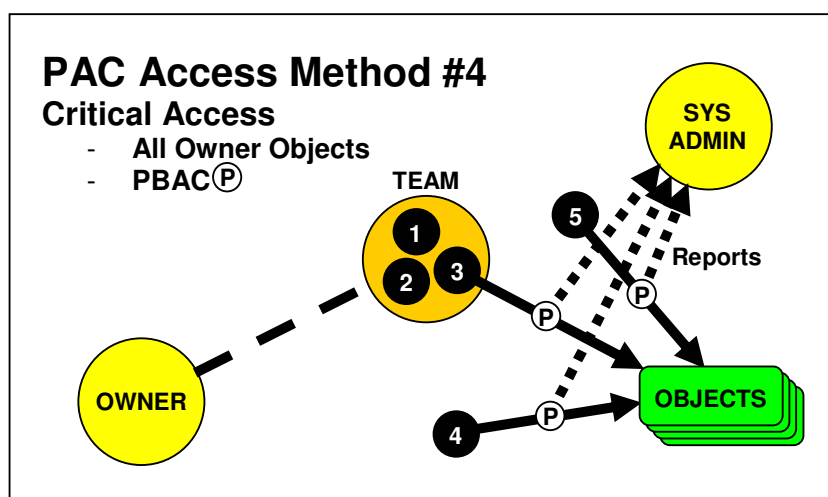 PAC Access Method #4
Critical Access
- All Owner Objects
- PBAC Ⓟ
SYS
ADMIN
TEAM
1
5
2
3
Reports
P
P
OWNER
OBJECTS
P
4